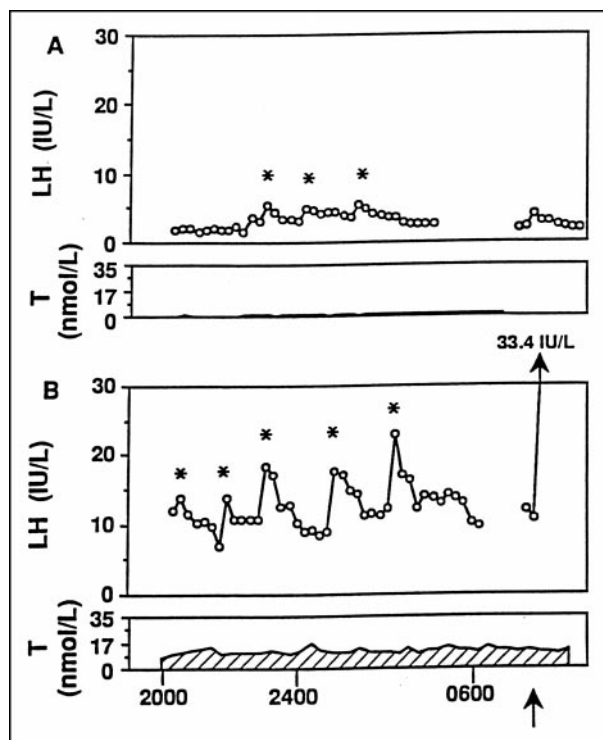 A
LH (IU/L)
30
20
10
0
* * *
T
(nmol/L)
35
17
0
33.4 IU/L
B
LH (IU/L)
30
20
10
0
* * * * *
T
(nmol/L)
35
17
0
2000 2400 0600